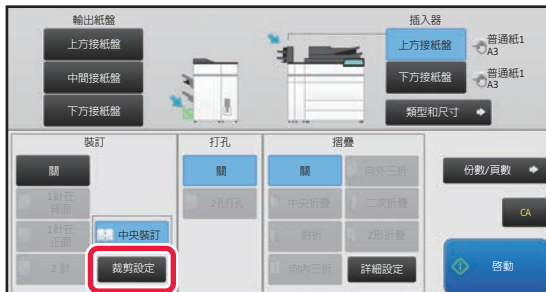 輸出紙盤
插入器
上方接紙盤
中間接紙盤
下方接紙盤
上方接紙盤
普通紙1
A3
下方接紙盤
普通紙1
A3
類型和尺寸
裝訂
打孔
摺疊
關
1針在
背面
1針在
正面
2 針
中央裝訂
裁剪設定
關
2孔打孔
關
向外三折
中央折疊
二次折疊
對折
Z形折疊
向內三折
詳細設定
份數/頁數
CA
啓動